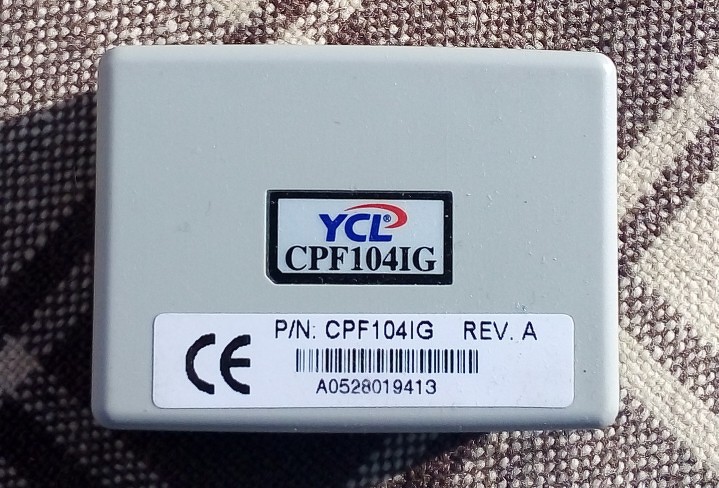 YCL®
CPF104IG
CE
P/N: CPF104IG REV. A
A0528019413